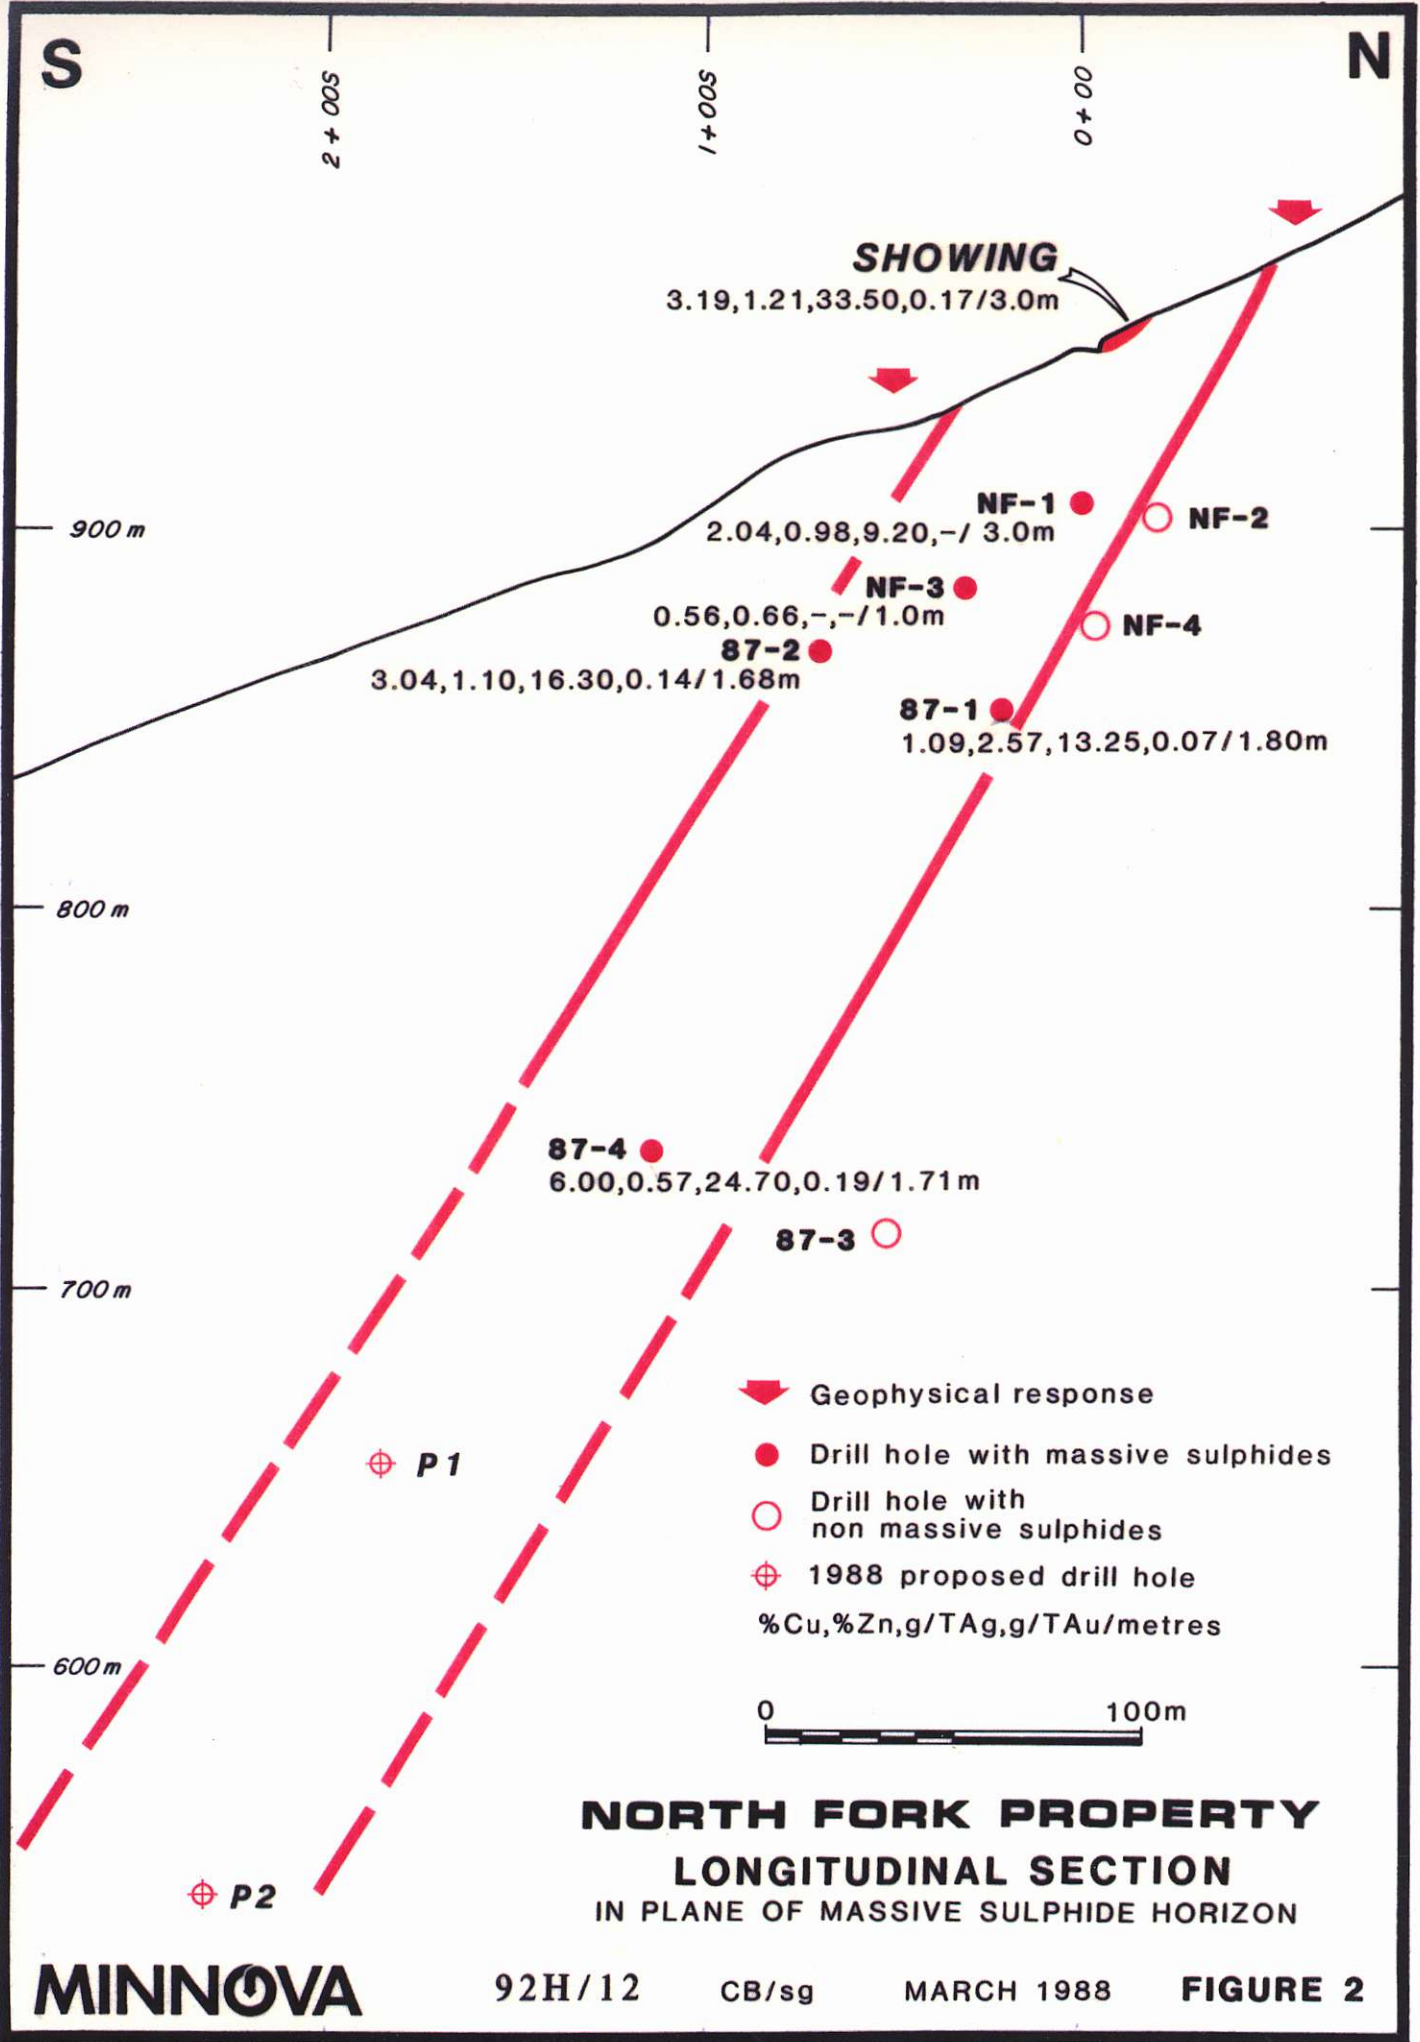 S
N
2+00S
1+00S
0+00
SHOWING
3.19,1.21,33.50,0.17/3.0m
NF-1
2.04,0.98,9.20,-/ 3.0m
NF-2
900m
NF-3
0.56,0.66,-,-/1.0m
NF-4
87-2
3.04,1.10,16.30,0.14/1.68m
87-1
1.09,2.57,13.25,0.07/1.80m
800m
87-4
6.00,0.57,24.70,0.19/1.71m
87-3
700m
Geophysical response
P1
Drill hole with massive sulphides
Drill hole with
non massive sulphides
1988 proposed drill hole
%Cu,%Zn,g/TAg,g/TAu/metres
600m
0 100m
NORTH FORK PROPERTY
LONGITUDINAL SECTION
P2
IN PLANE OF MASSIVE SULPHIDE HORIZON
MINNOVA 92H/12 CB/sg MARCH 1988 FIGURE 2